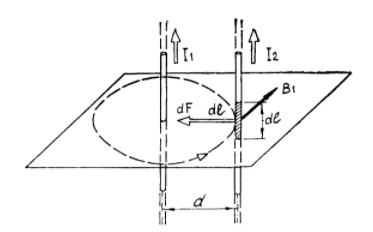 I₁
I₂
B₁
dF
dℓ
dℓ
d